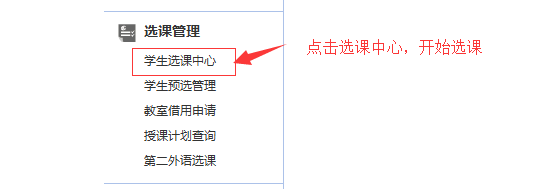 选课管理
学生选课中心
点击选课中心，开始选课
学生预选管理
教室借用申请
授课计划查询
第二外语选课